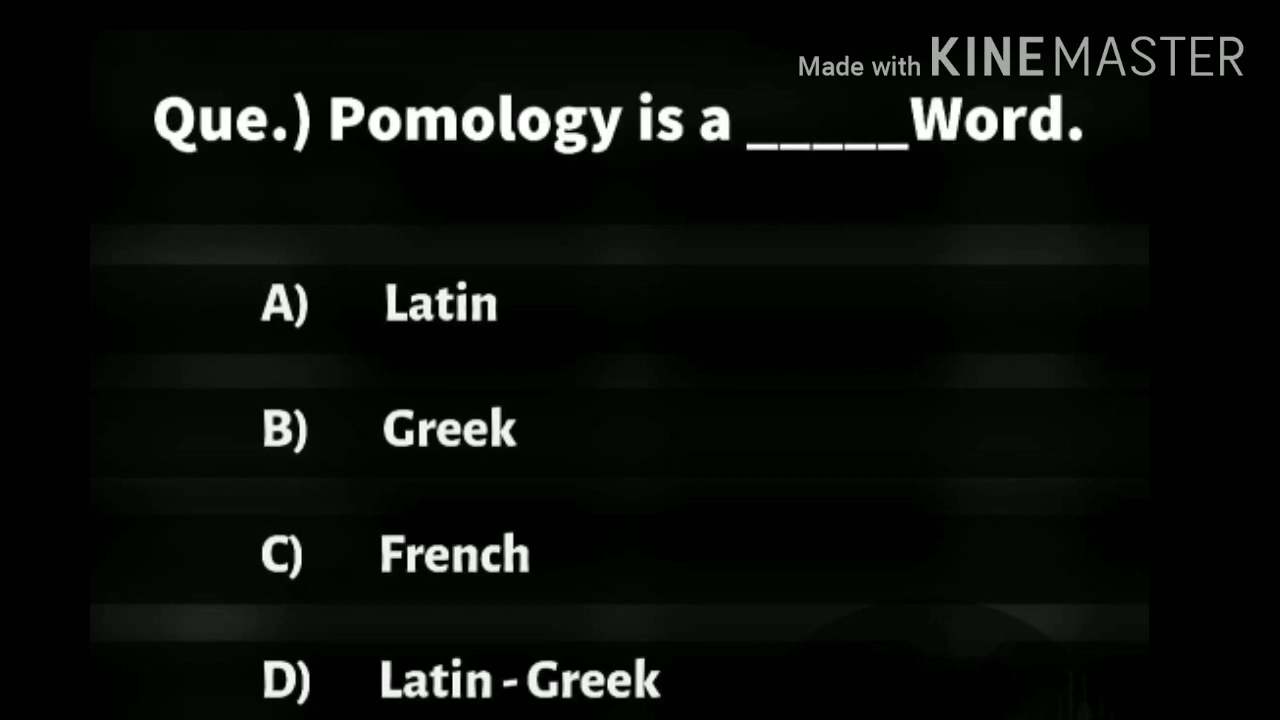 Made with KINEMASTER
Que.) Pomology is a _____Word.
A) Latin
B) Greek
C) French
D) Latin - Greek